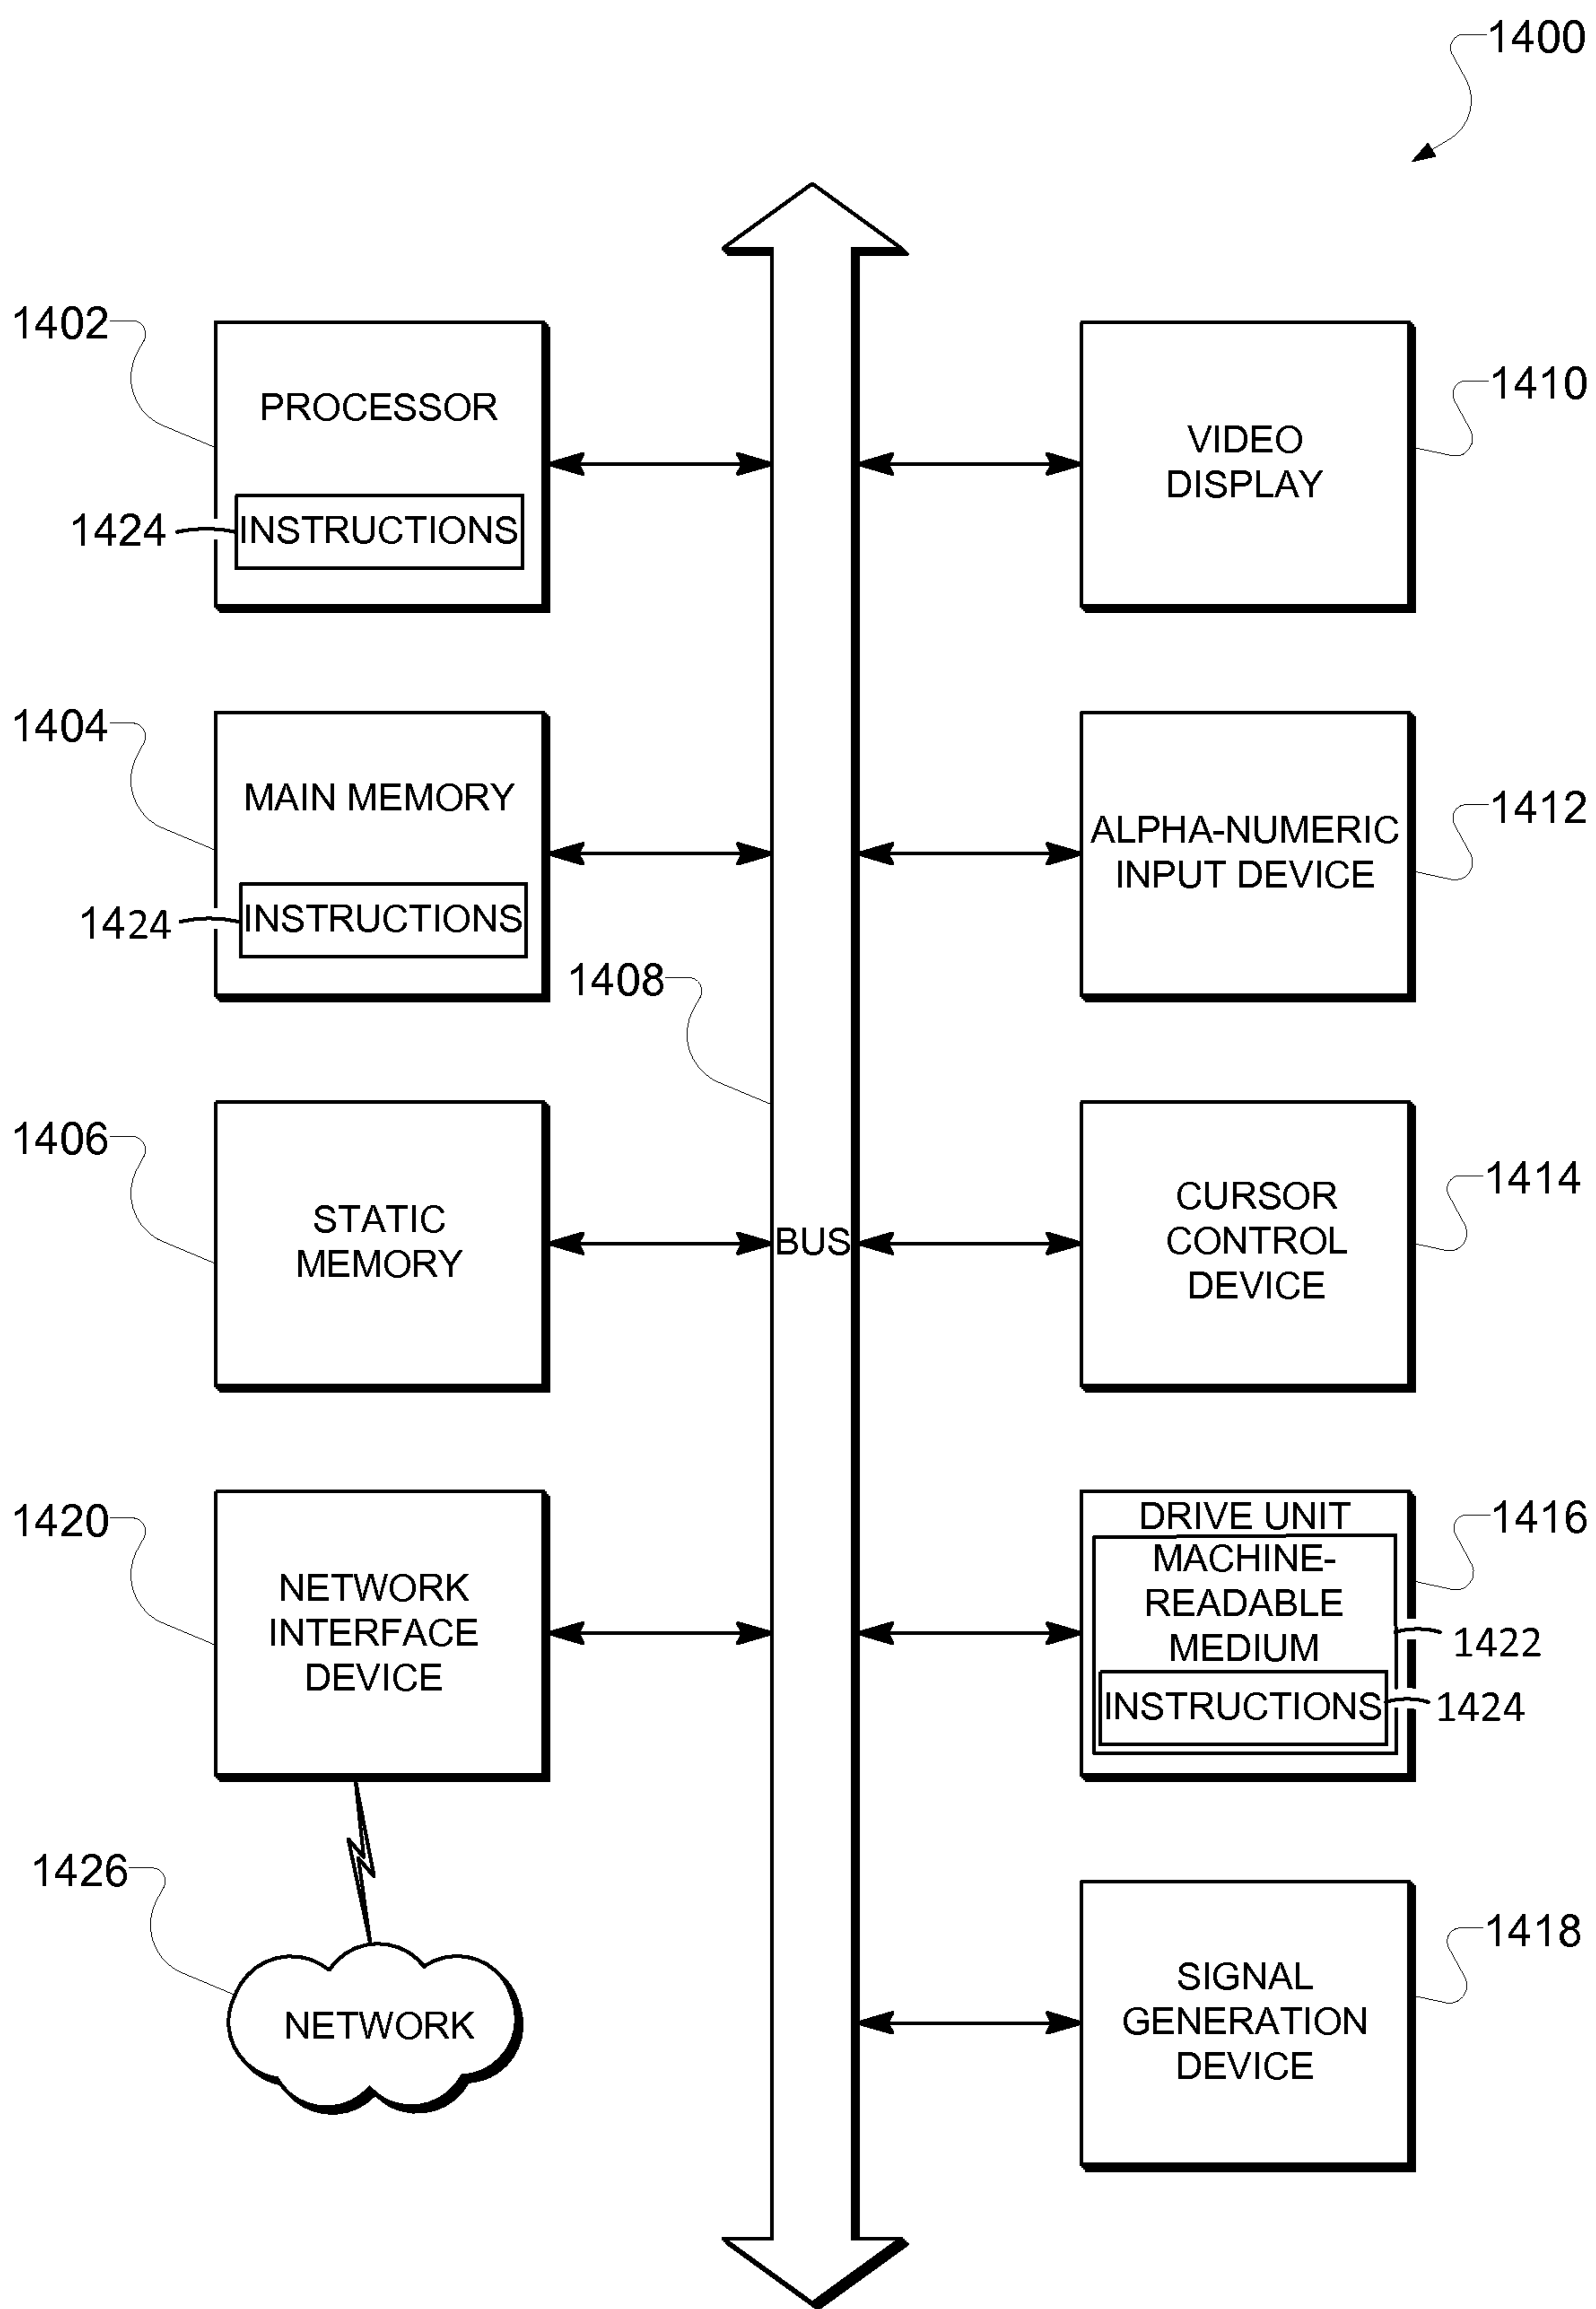 1400
1402
PROCESSOR
1424
INSTRUCTIONS
1410
VIDEO
DISPLAY
1404
MAIN MEMORY
1424
INSTRUCTIONS
1412
ALPHA-NUMERIC
INPUT DEVICE
1408
BUS
1406
STATIC
MEMORY
1414
CURSOR
CONTROL
DEVICE
1420
NETWORK
INTERFACE
DEVICE
1416
DRIVE UNIT
MACHINE-
READABLE
MEDIUM
1422
INSTRUCTIONS
1424
1426
NETWORK
1418
SIGNAL
GENERATION
DEVICE